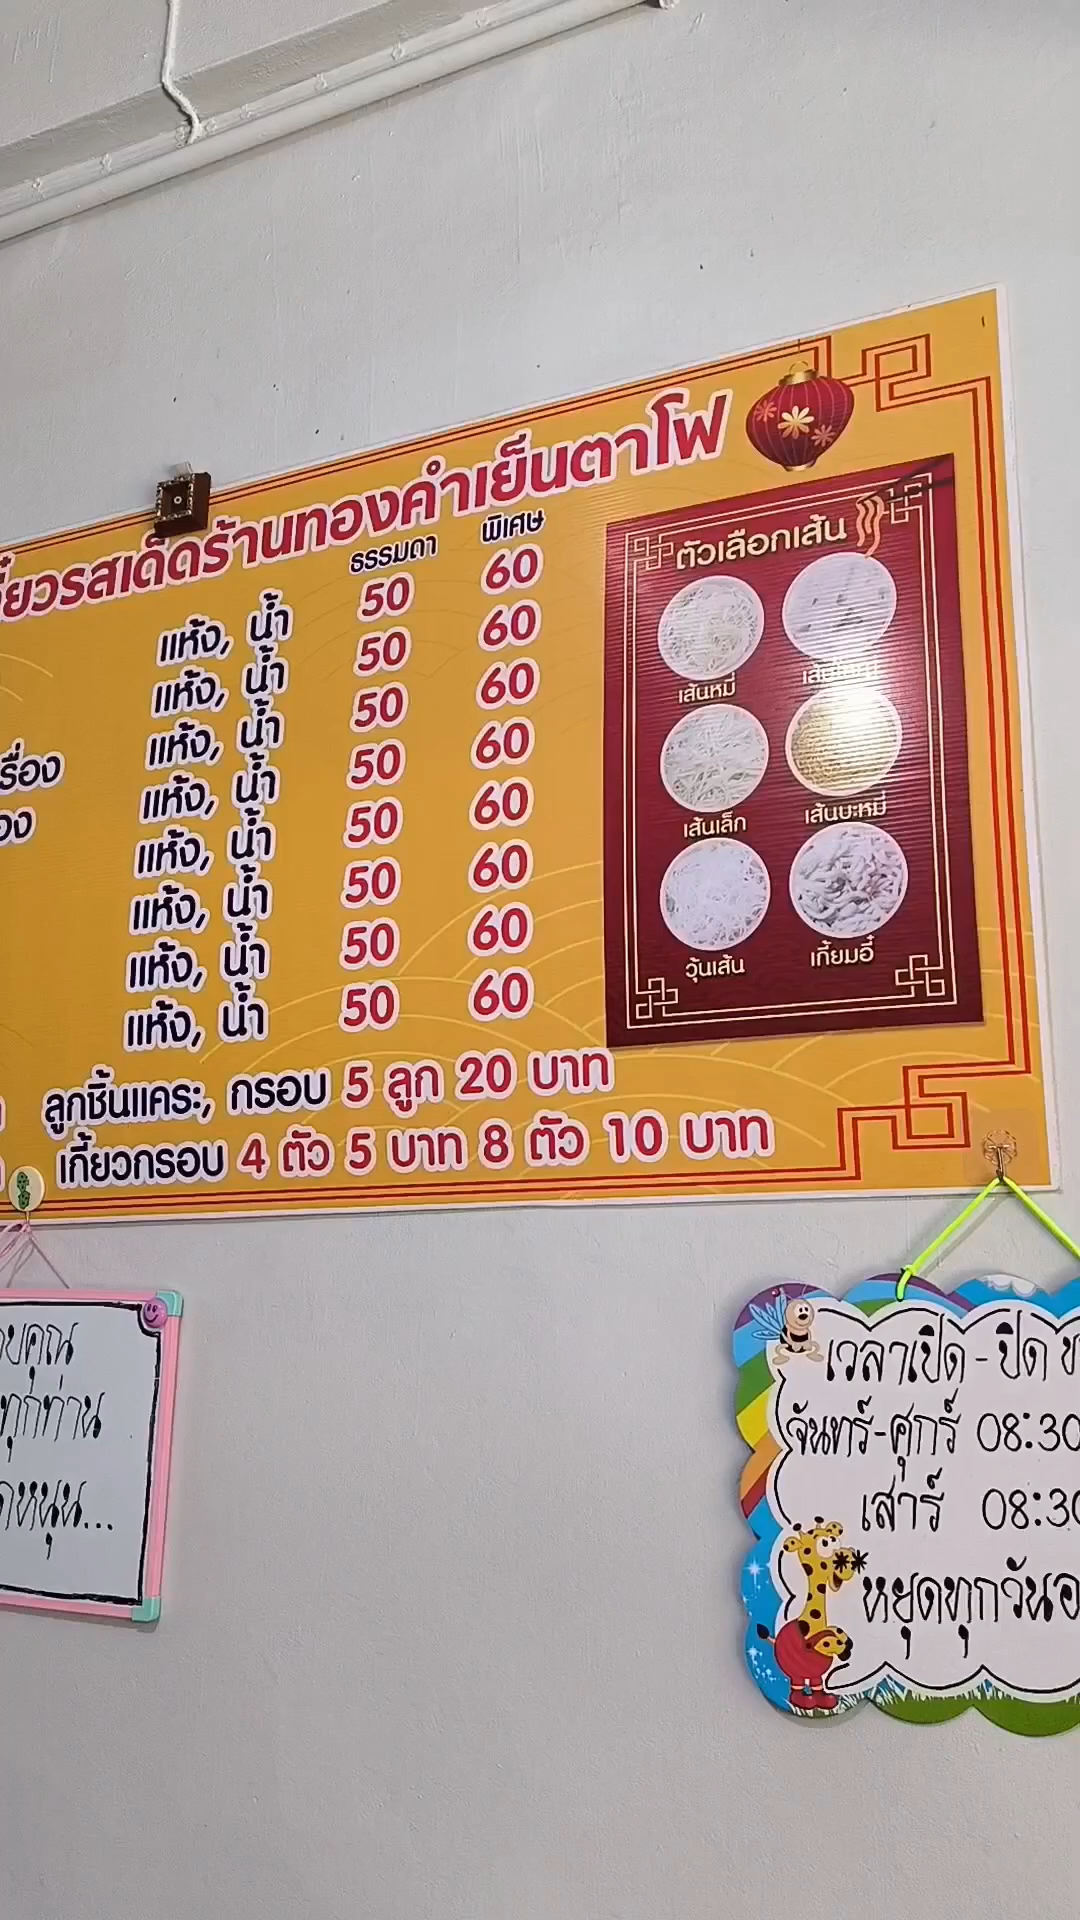 ร้านทองคำเย็นตาโฟ
ธรรมดา พิเศษ
แห้ง, น้ำ 50 60
แห้ง, น้ำ 50 60
แห้ง, น้ำ 50 60
แห้ง, น้ำ 50 60
แห้ง, น้ำ 50 60
แห้ง, น้ำ 50 60
แห้ง, น้ำ 50 60
แห้ง, น้ำ 50 60
ลูกชิ้นแคระ, กรอบ 5 ลูก 20 บาท
เกี้ยวกรอบ 4 ตัว 5 บาท 8 ตัว 10 บาท
ตัวเลือกเส้น
เส้นหมี่
เส้นเล็ก เส้นบะหมี่
วุ้นเส้น เกี้ยมอี๋
ทุกท่าน
เวลาเปิด - ปิด
จันทร์-ศุกร์ 08:30
เสาร์ 08:30
**หยุดทุกวัน